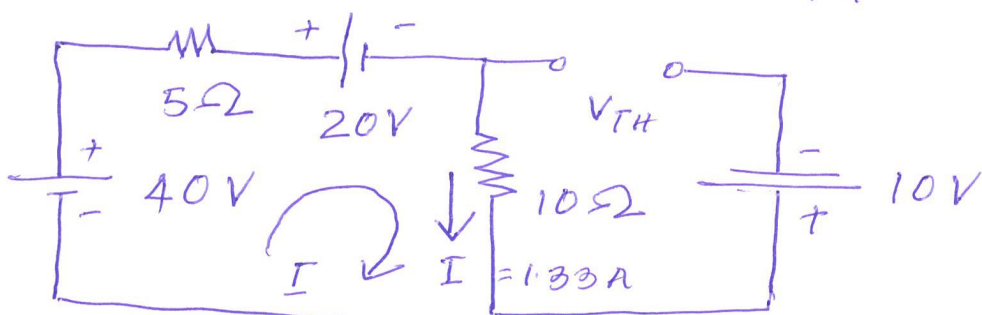 + -
5Ω
20V
VTH
+
40V
-
10Ω
-
10V
+
I
I = 1.33A